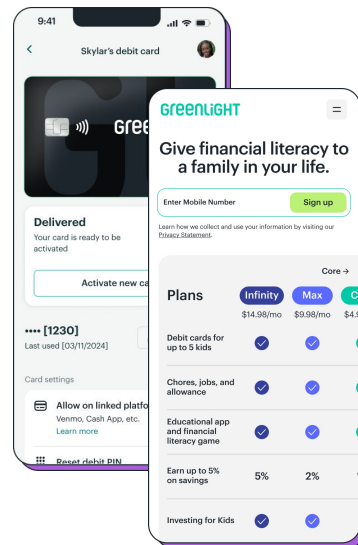 9:41
Skylar's debit card
Delivered
Your card is ready to be
activated
Activate new
•••• [1230]
Last used [03/11/2024]
Card settings
Allow on linked
Venmo, Cash App, etc.
Learn more
Reset debit PIN
Greenlight
Give financial literacy to
a family in your life.
Enter Mobile Number
Sign up
Learn how we collect and use your information by visiting our
Privacy Statement.
Core →
Plans
Infinity
Max
$14.98/mo
$9.98/mo
Debit cards for
up to 5 kids
Chores, jobs, and
allowance
Educational app
and financial
literacy game
Earn up to 5%
on savings
5%
2%
Investing for Kids